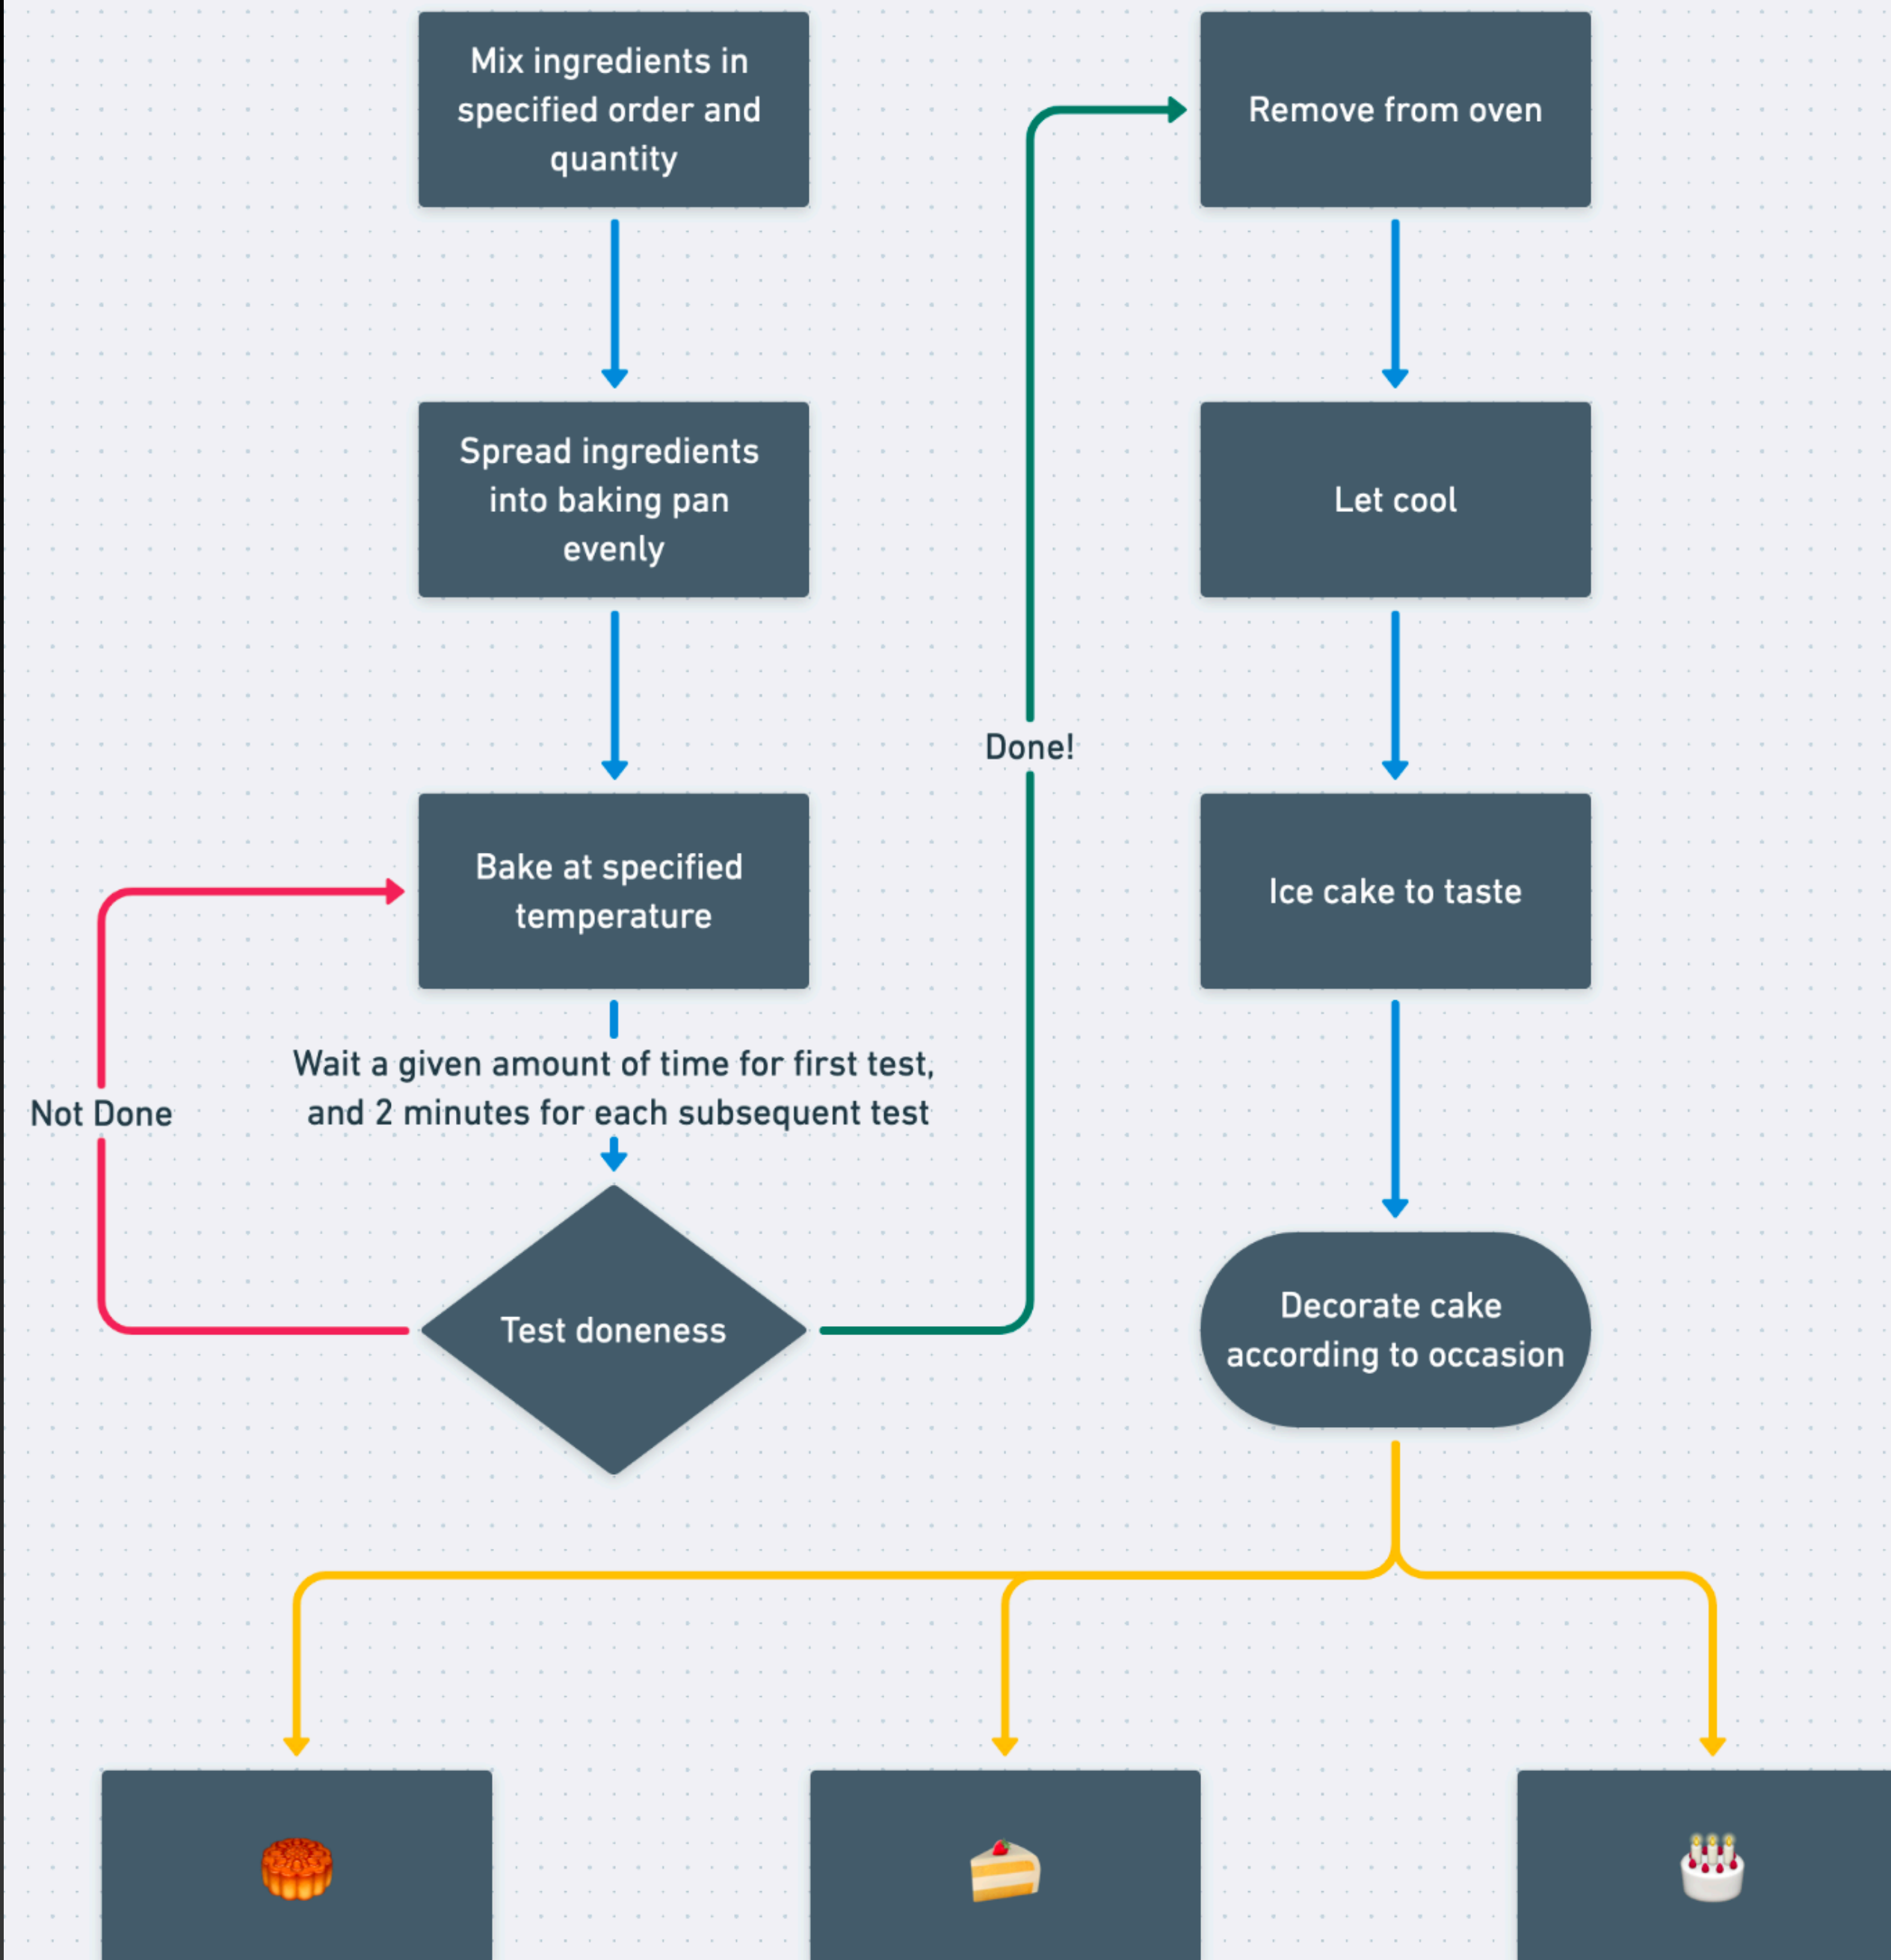 Mix ingredients in
specified order and
quantity
Spread ingredients
into baking pan
evenly
Bake at specified
temperature
Wait a given amount of time for first test,
and 2 minutes for each subsequent test
Not Done
Test doneness
Done!
Remove from oven
Let cool
Ice cake to taste
Decorate cake
according to occasion